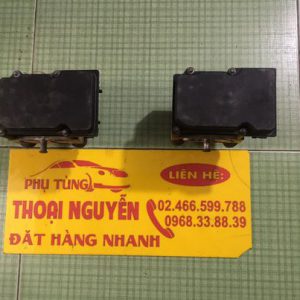 PHỤ TÙNG
LIÊN HỆ:
THOẠI NGUYỄN
02.466.599.788
0968.33.88.39
ĐẶT HÀNG NHANH